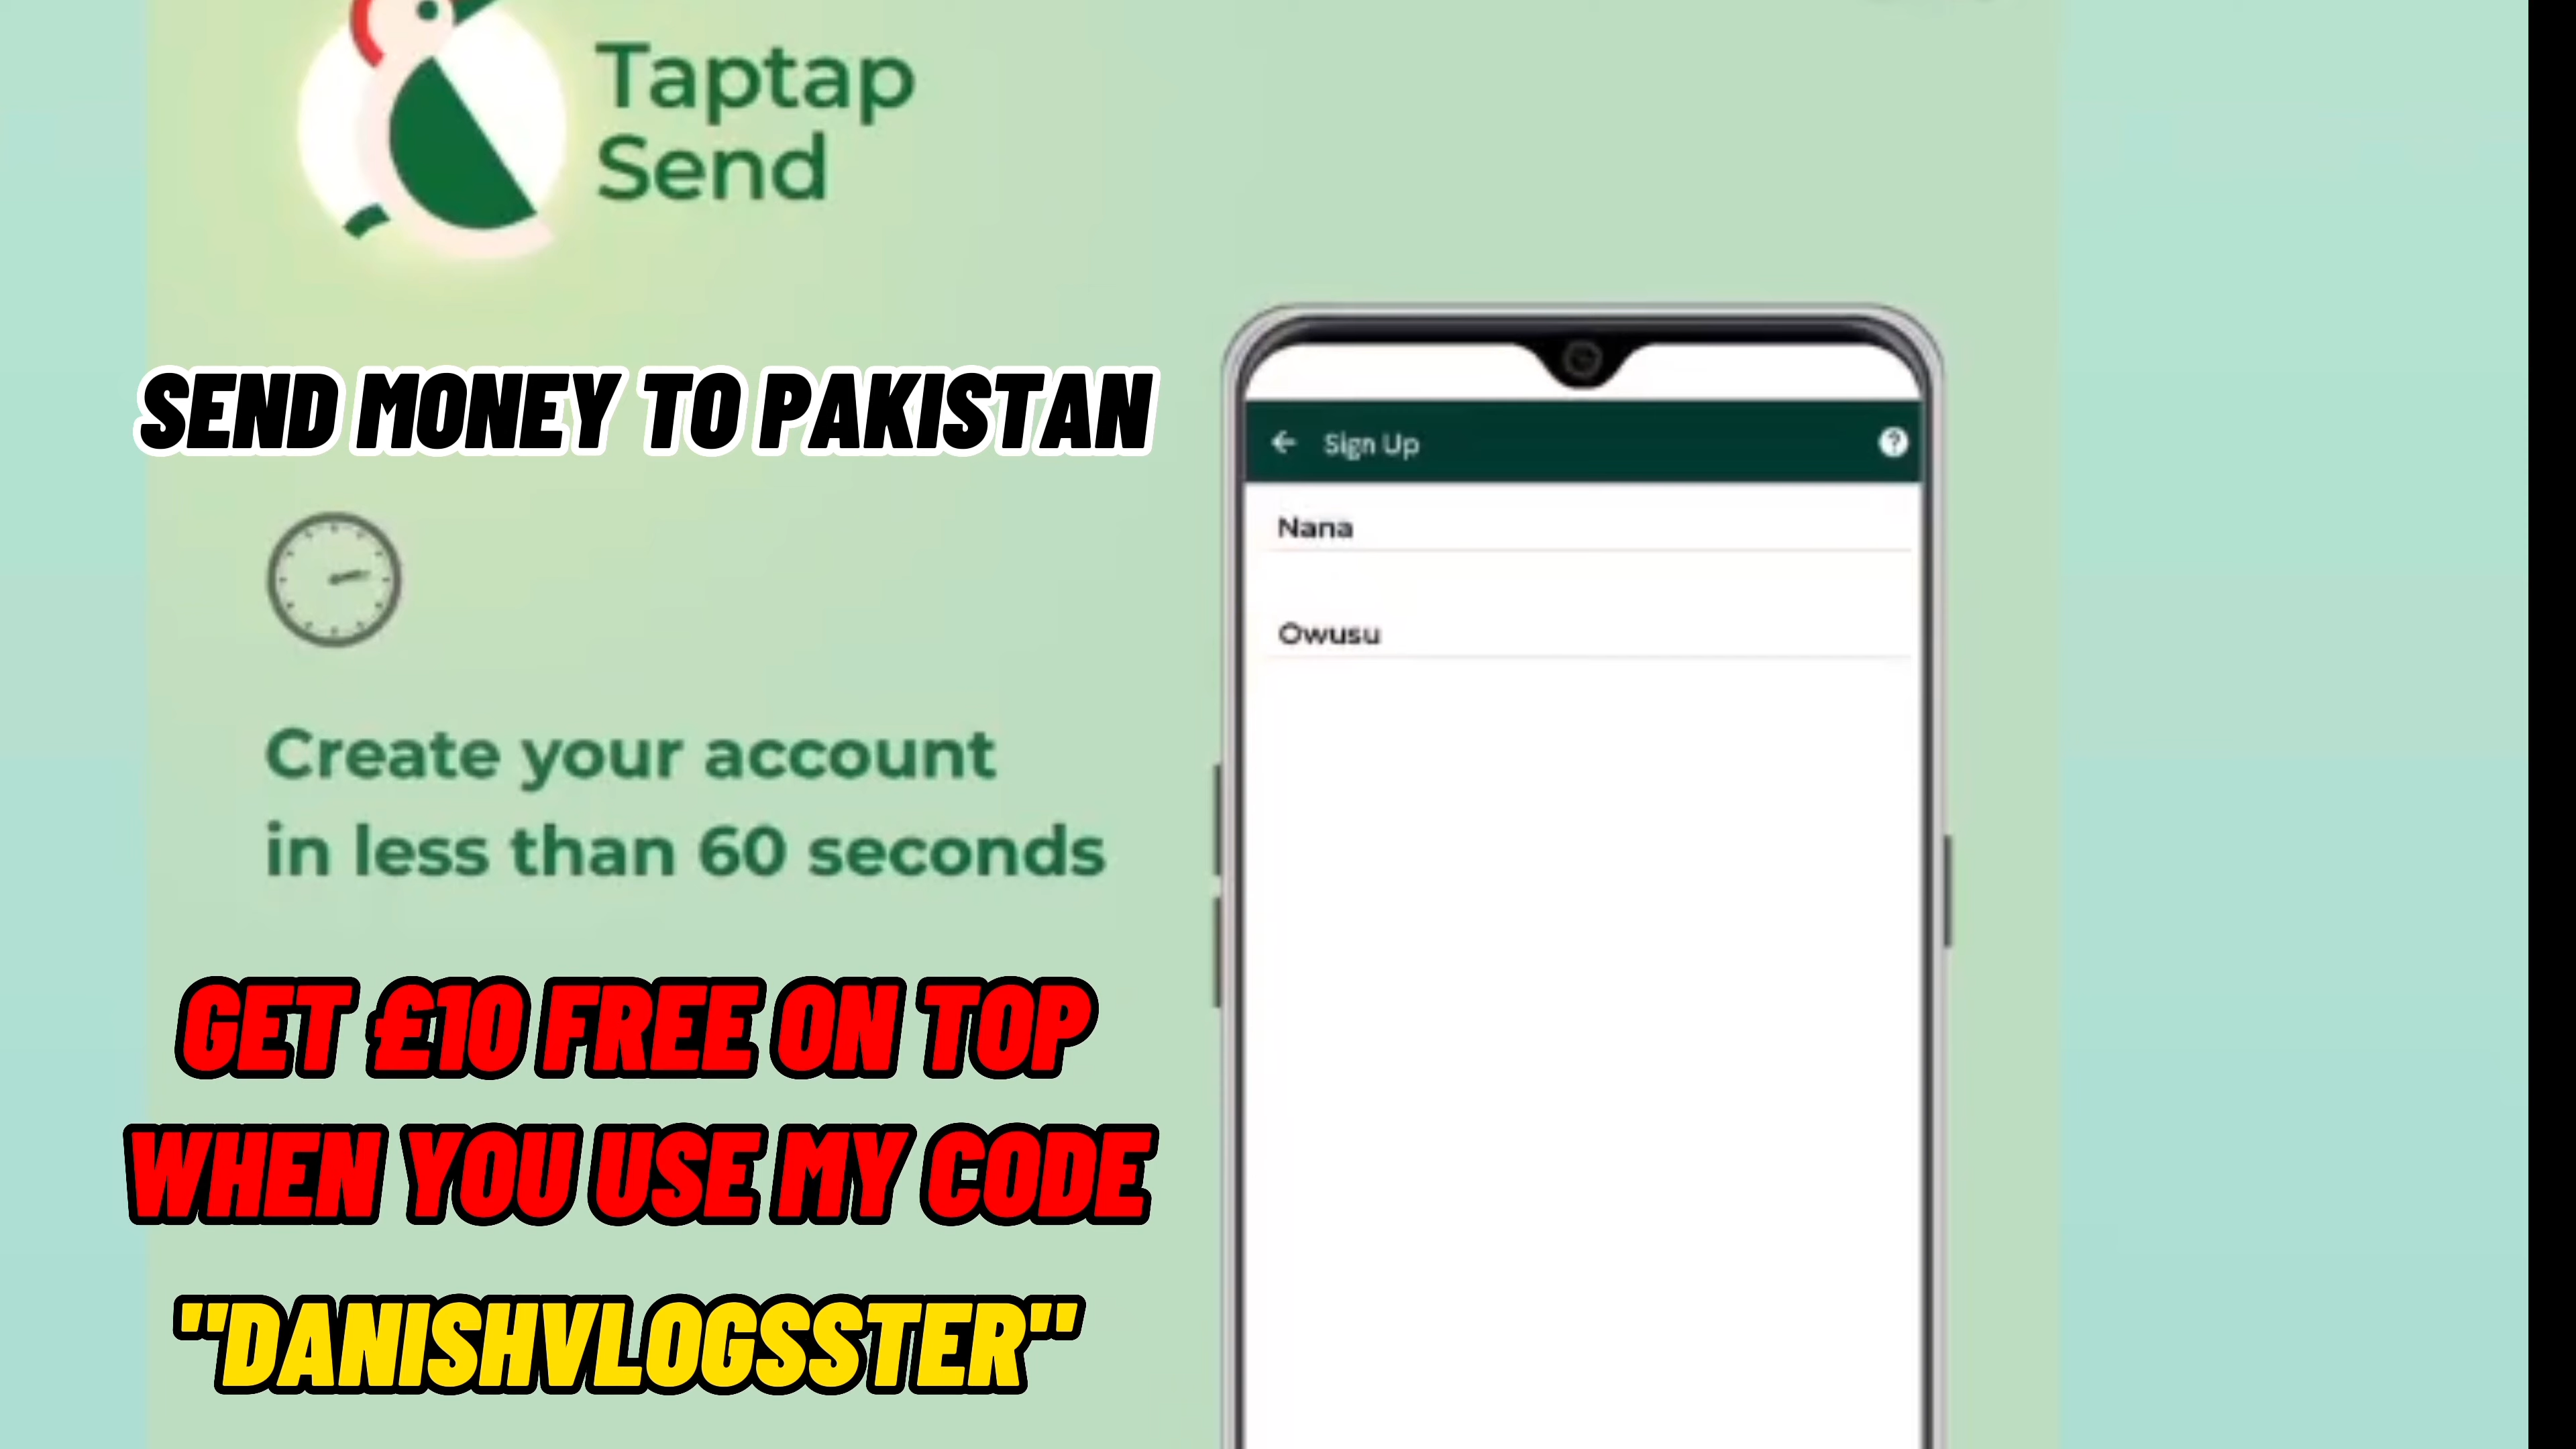 Taptap
Send
SEND MONEY TO PAKISTAN
Sign Up
?
Nana
Owusu
Create your account
in less than 60 seconds
GET £10 FREE ON TOP
WHEN YOU USE MY CODE
"DANISHVLOGSSTER"